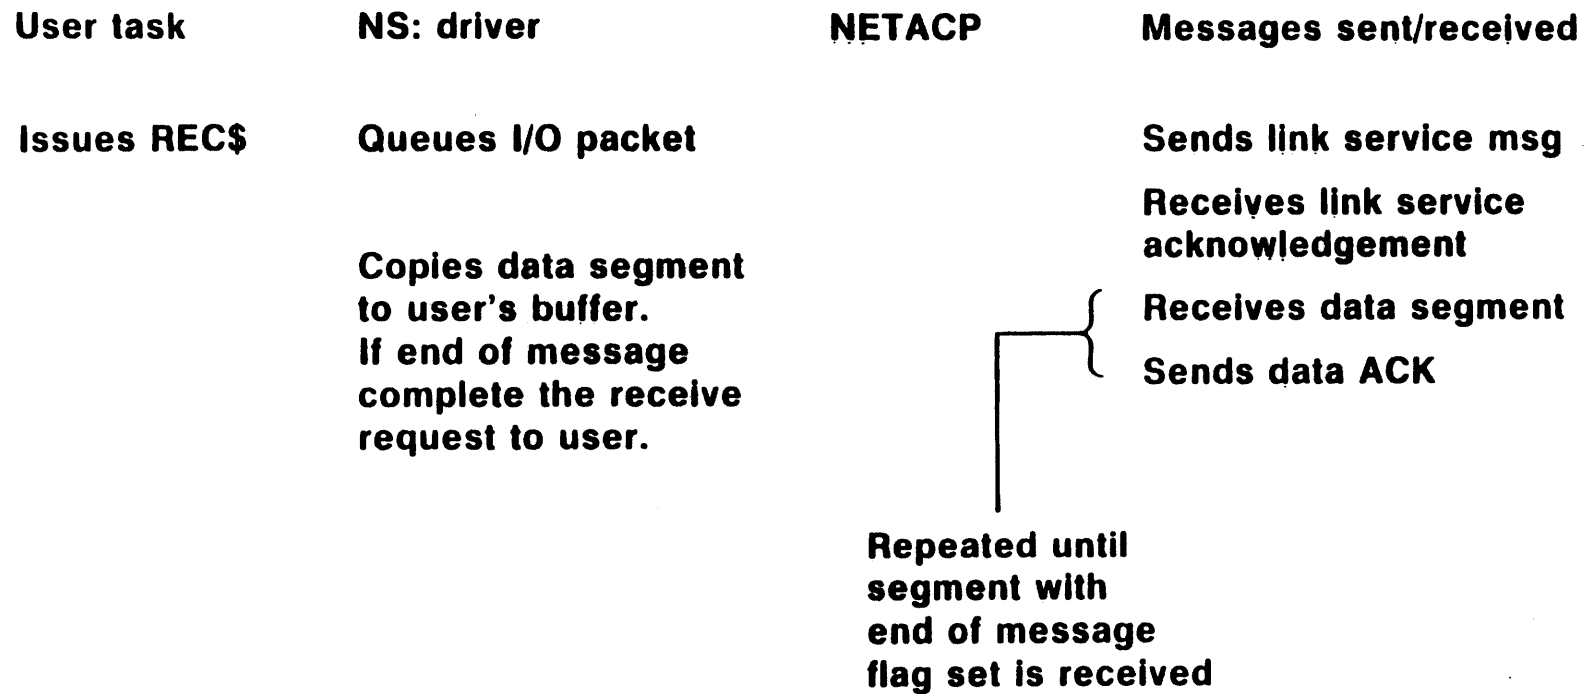 User task NS: driver NETACP Messages sent/received
Issues REC$ Queues I/O packet Sends link service msg
Receives link service
acknowledgement
Copies data segment
to user's buffer.
If end of message
complete the receive
request to user.
Receives data segment
Sends data ACK
Repeated until
segment with
end of message
flag set is received